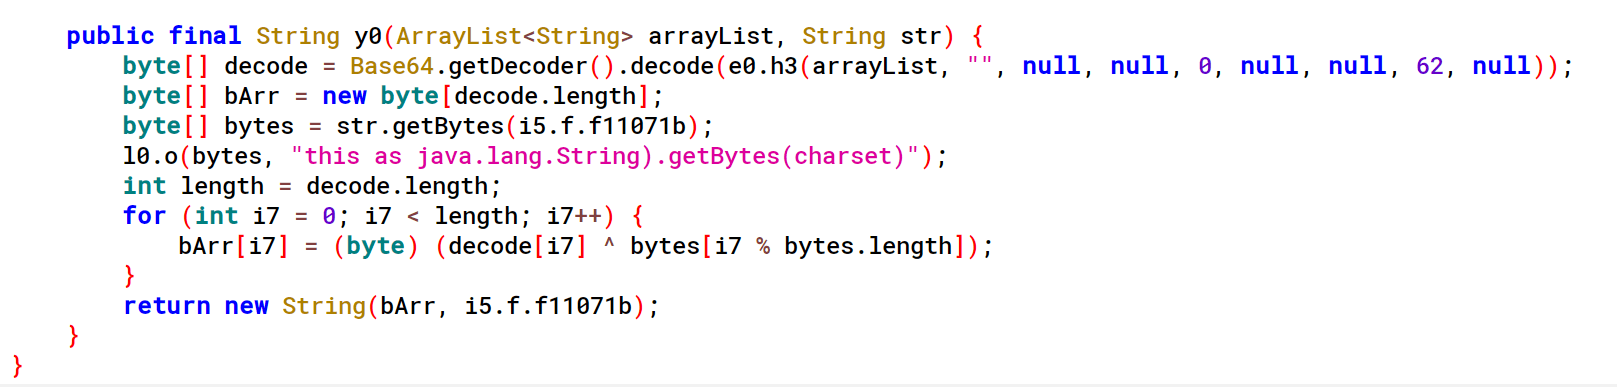 public final String y0(ArrayList<String> arrayList, String str) {
byte[] decode = Base64.getDecoder().decode(e0.h3(arrayList, "", null, null, 0, null, null, 62, null));
byte[] bArr = new byte[decode.length];
byte[] bytes = str.getBytes(i5.f.f11071b);
l0.o(bytes, "this as java.lang.String).getBytes(charset)");
int length = decode.length;
for (int i7 = 0; i7 < length; i7++) {
bArr[i7] = (byte) (decode[i7] ^ bytes[i7 % bytes.length]);
}
return new String(bArr, i5.f.f11071b);
}
}